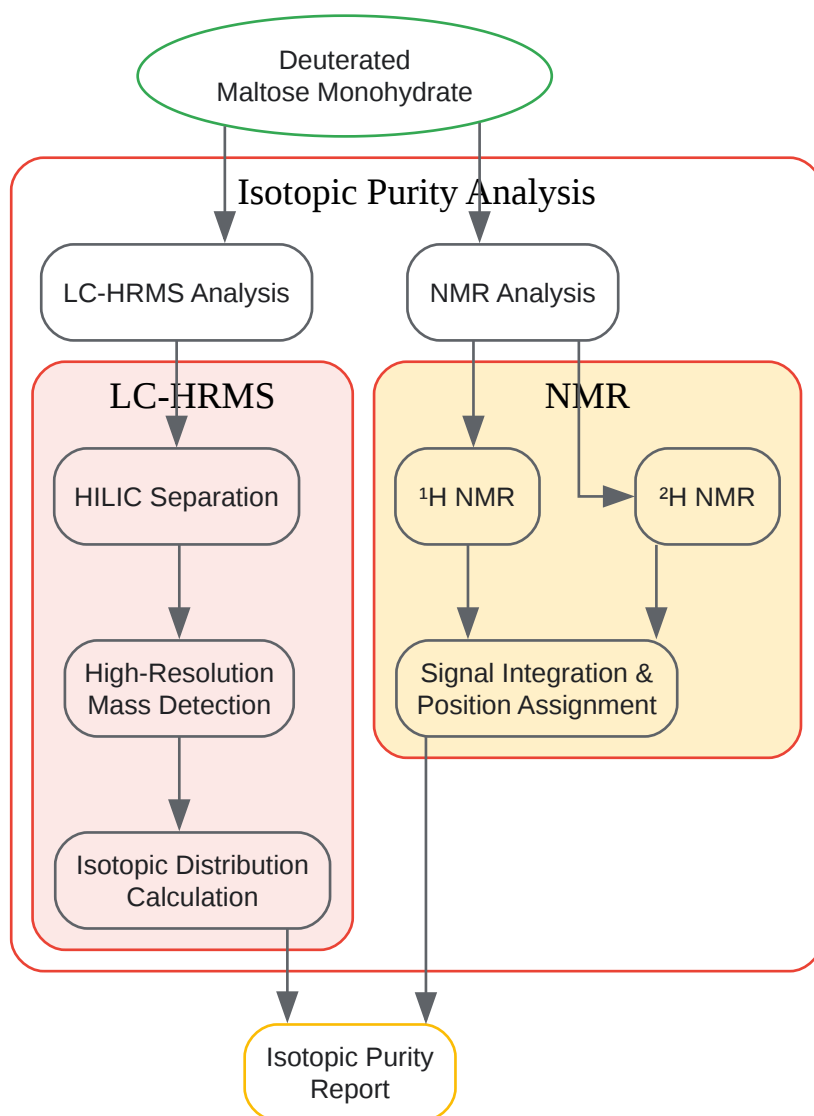 Deuterated
Maltose Monohydrate
Isotopic Purity Analysis
LC-HRMS Analysis
NMR Analysis
LC-HRMS
NMR
HILIC Separation
¹H NMR
²H NMR
High-Resolution
Mass Detection
Signal Integration &
Position Assignment
Isotopic Distribution
Calculation
Isotopic Purity
Report